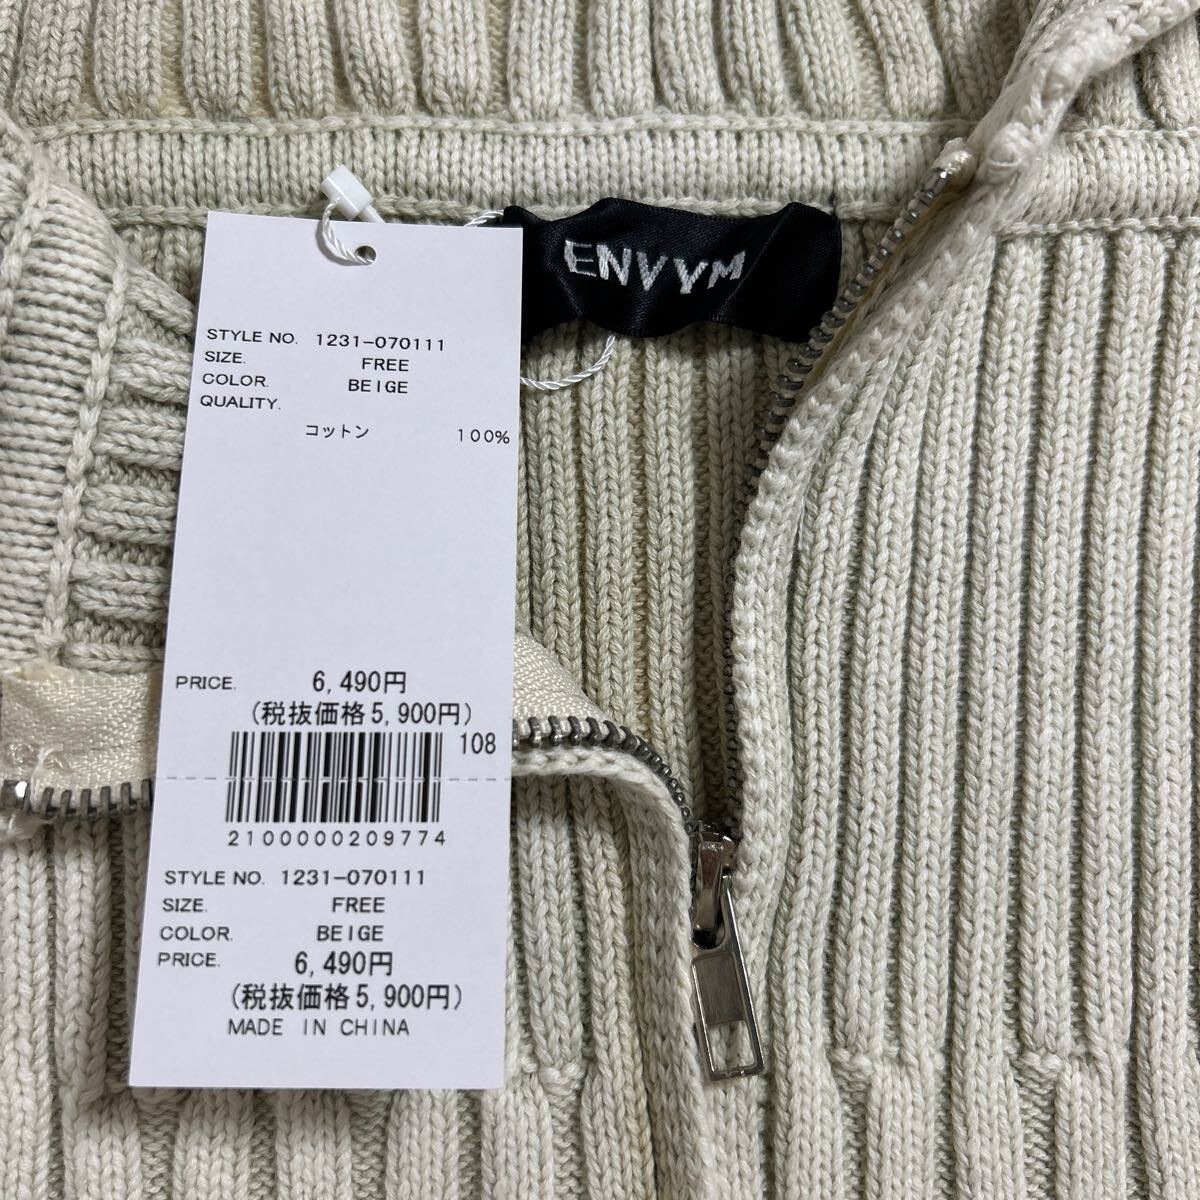 ENVYM
STYLE NO. 1231-070111
SIZE. FREE
COLOR. BEIGE
QUALITY.
コットン 100%
PRICE. 6,490円
(税抜価格5,900円)
108
2100000209774
STYLE NO. 1231-070111
SIZE. FREE
COLOR. BEIGE
PRICE. 6,490円
(税抜価格5,900円)
MADE IN CHINA